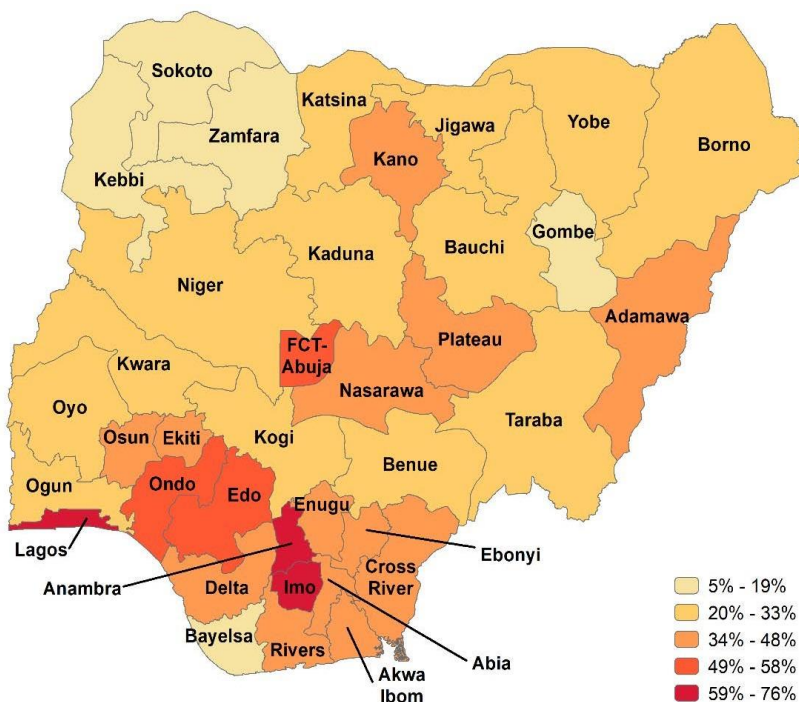 Sokoto
Katsina
Zamfara
Jigawa
Yobe
Borno
Kano
Kebbi
Gombe
Kaduna
Bauchi
Niger
Adamawa
FCT-
Abuja
Plateau
Kwara
Nasarawa
Oyo
Taraba
Osun
Ekiti
Kogi
Benue
Ogun
Ondo
Edo
Enugu
Lagos
Ebonyi
Anambra
Delta
Imo
Cross
River
Bayelsa
Rivers
Abia
Akwa
Ibom
5% - 19%
20% - 33%
34% - 48%
49% - 58%
59% - 76%